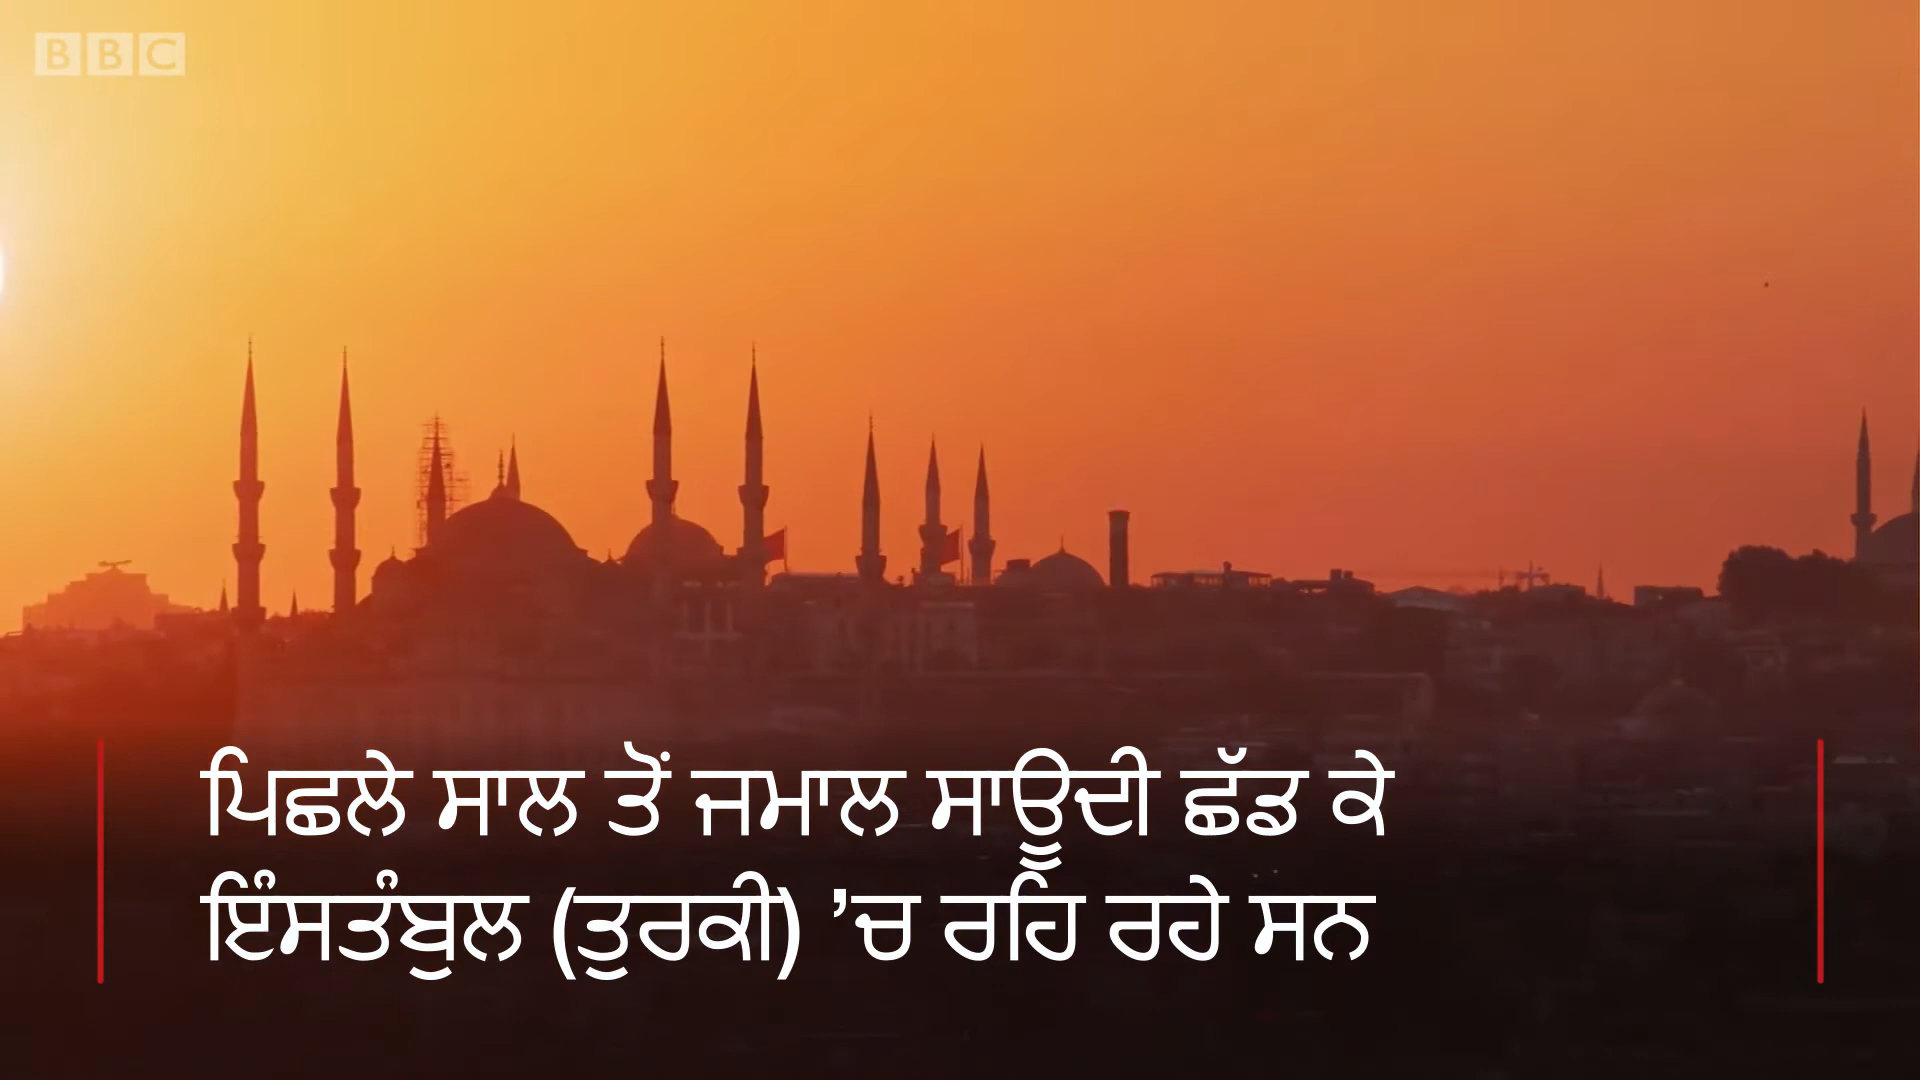 BBC
ਪਿਛਲੇ ਸਾਲ ਤੋਂ ਜਮਾਲ ਸਾਊਦੀ ਛੱਡ ਕੇ
ਇੰਸਤੰਬੁਲ (ਤੁਰਕੀ) ’ਚ ਰਹਿ ਰਹੇ ਸਨ